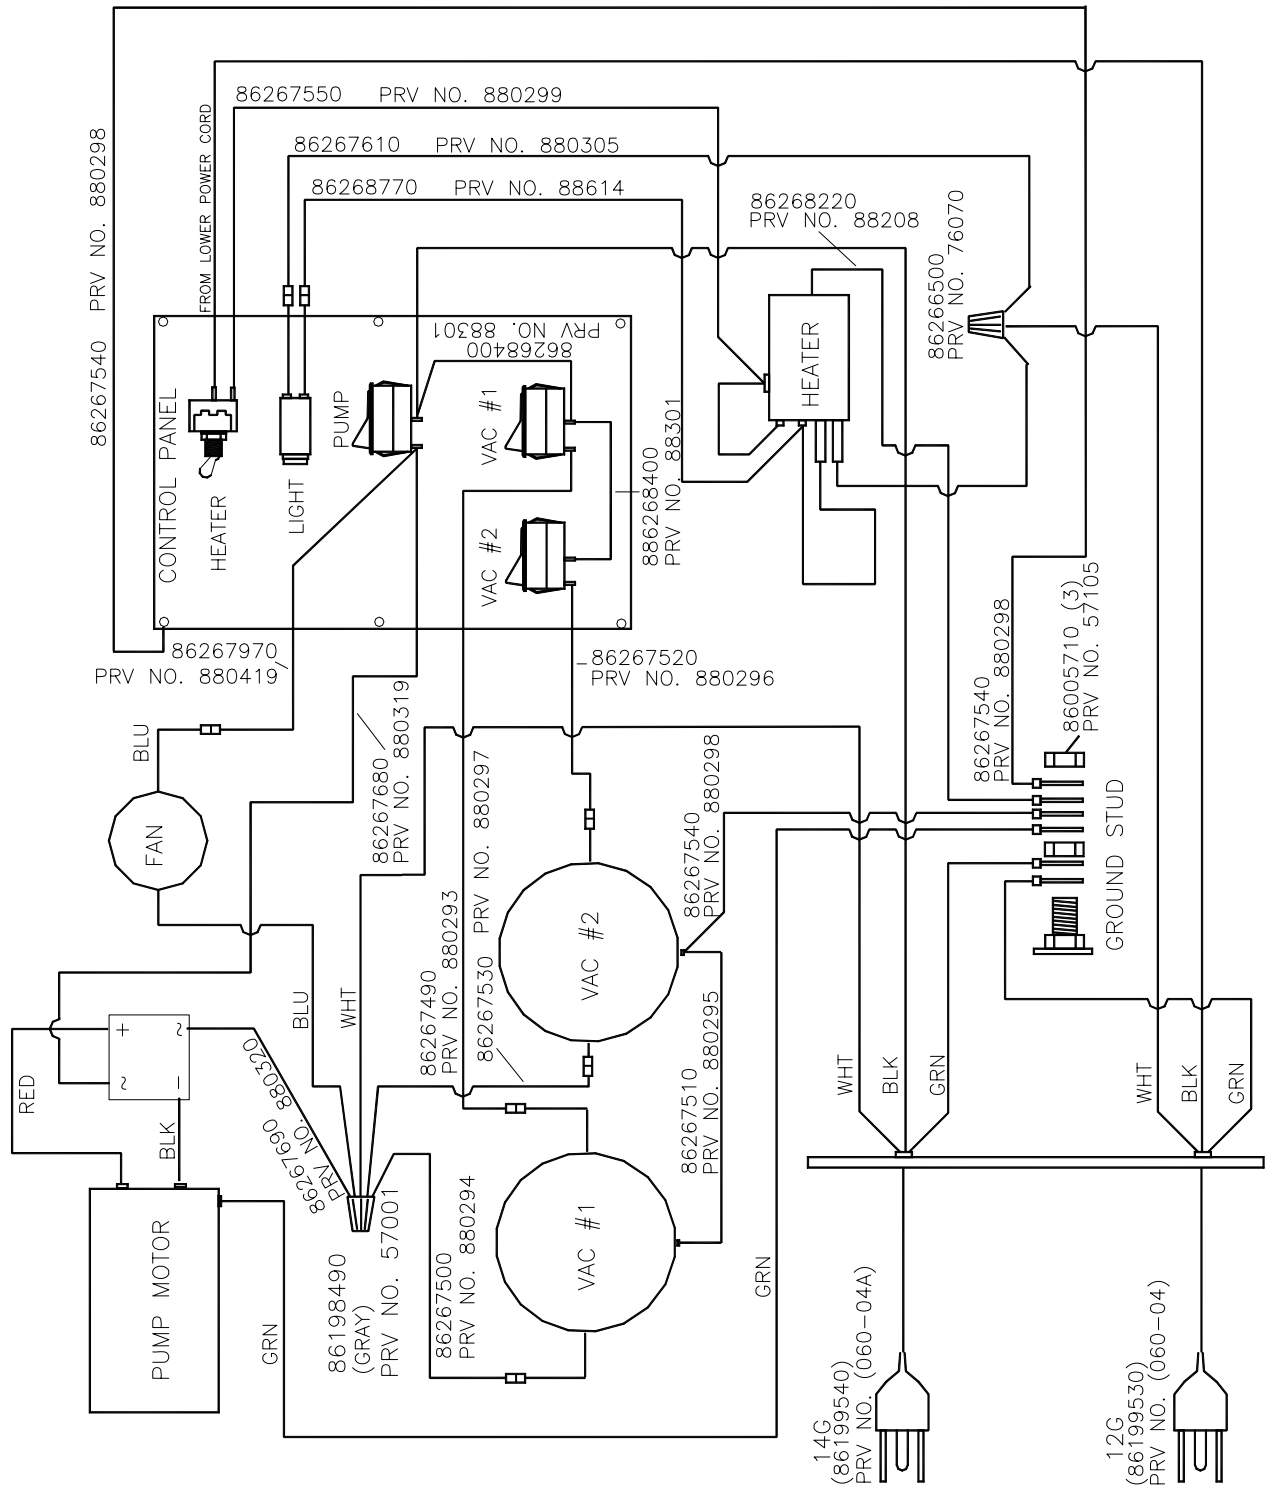 86267540 PRV NO. 880298
FROM LOWER POWER CORD
86267550 PRV NO. 880299
86267610 PRV NO. 880305
86268770 PRV NO. 88614
86268220
PRV NO. 88208
86266500
PRV NO. 76070
CONTROL PANEL
HEATER
LIGHT
PUMP
VAC #1
VAC #2
86268400
PRV NO. 88301
886268400
PRV NO. 88301
HEATER
86267970
PRV NO. 880419
86267520
PRV NO. 880296
86267680
PRV NO. 880319
BLU
FAN
BLU
WHT
86267490
PRV NO. 880293
PRV NO. 880297
86267530
VAC #2
86267540
PRV NO. 880298
86267540
PRV NO. 880298
86005710 (3)
PRV NO. 57105
GROUND STUD
RED
+
~
~
−
BLK
86267690
PRV NO. 880320
PUMP MOTOR
GRN
86198490
(GRAY)
PRV NO. 57001
86267500
PRV NO. 880294
VAC #1
86267510
PRV NO. 880295
GRN
WHT
BLK
GRN
WHT
BLK
GRN
14G
(86199540)
PRV NO. (060-04A)
12G
(86199530)
PRV NO. (060-04)